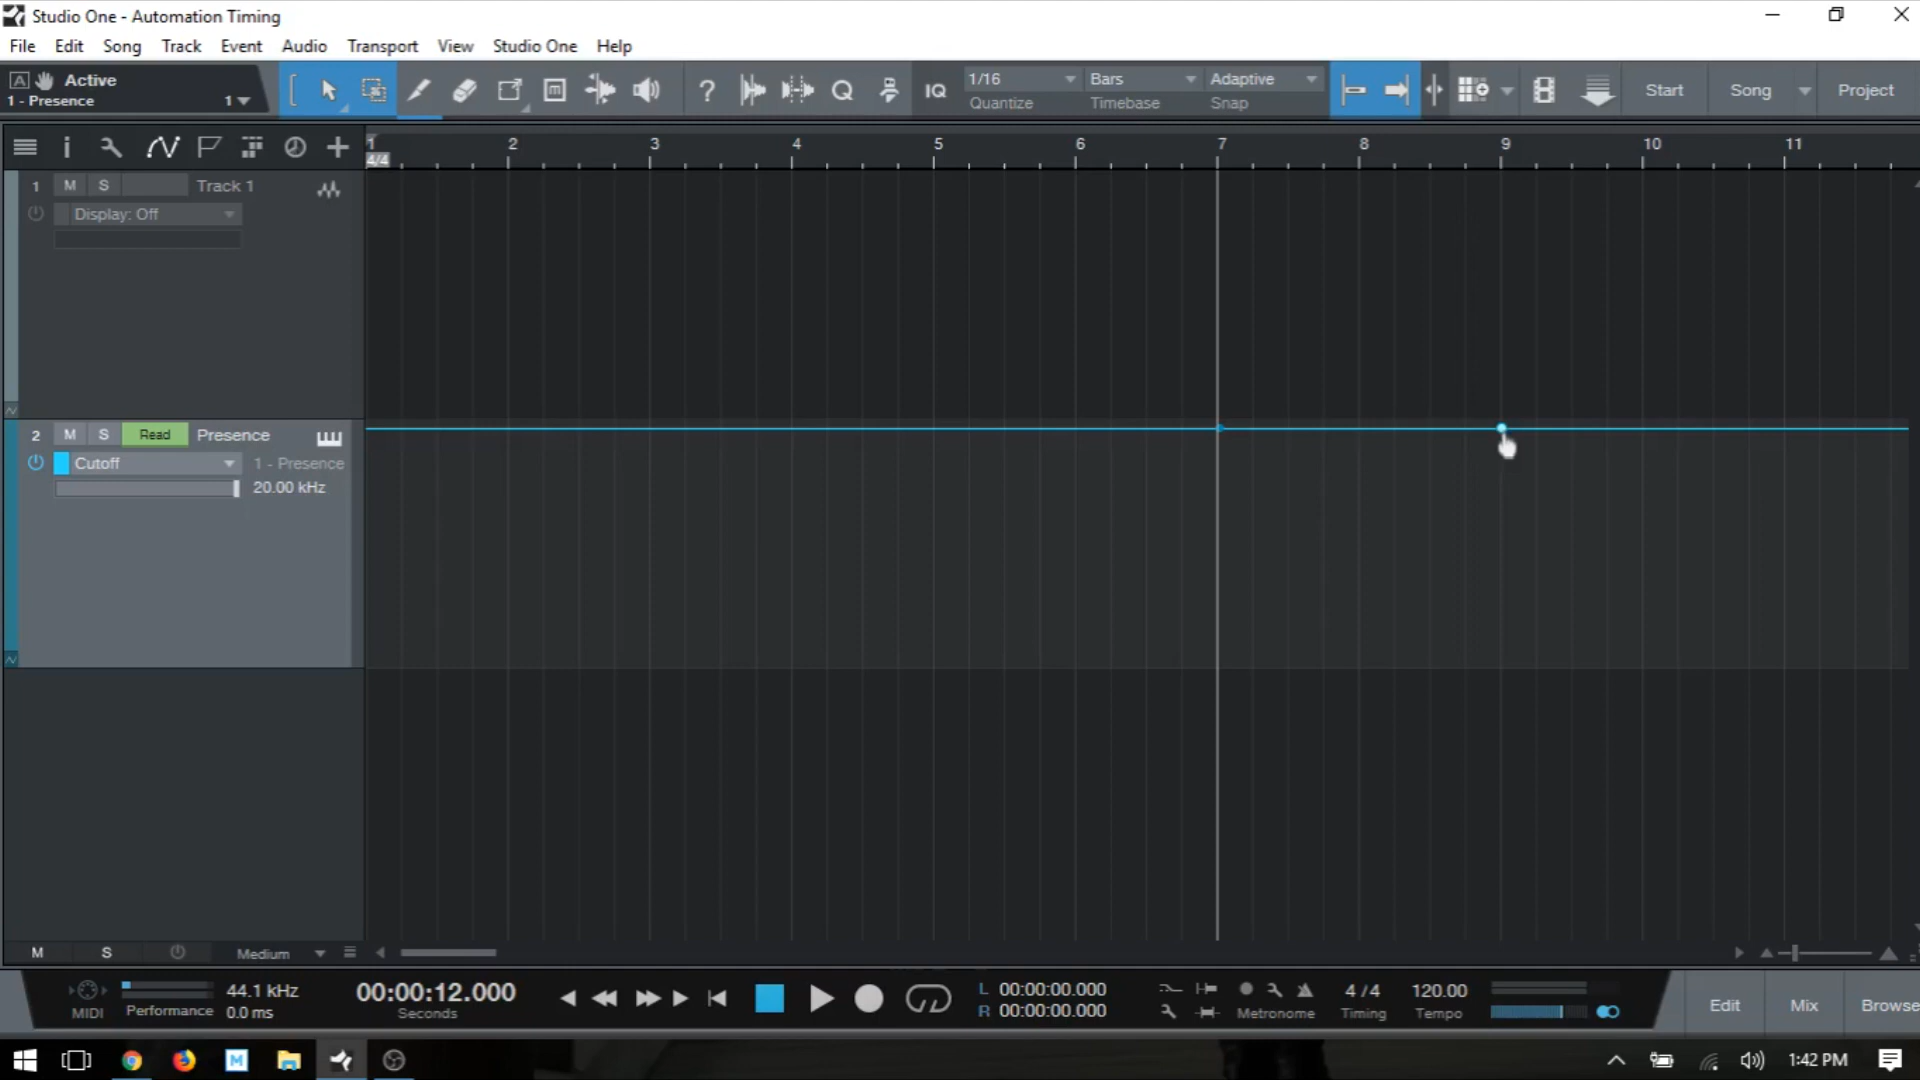 Studio One - Automation Timing
File Edit Song Track Event Audio Transport View Studio One Help
A Active
1 - Presence 1
? Q IQ 1/16 Bars Adaptive Start Song Project
Quantize Timebase Snap
1 2 3 4 5 6 7 8 9 10 11
4/4
1 M S Track 1
Display: Off
2 M S Read Presence
Cutoff 1 - Presence
20.00 kHz
M S Medium
MIDI Performance 44.1 kHz 0.0 ms
00:00:12.000
Seconds
L 00:00:00.000
R 00:00:00.000
Metronome
4 / 4
Timing
120.00
Tempo
Edit Mix Browse
M 1:42 PM